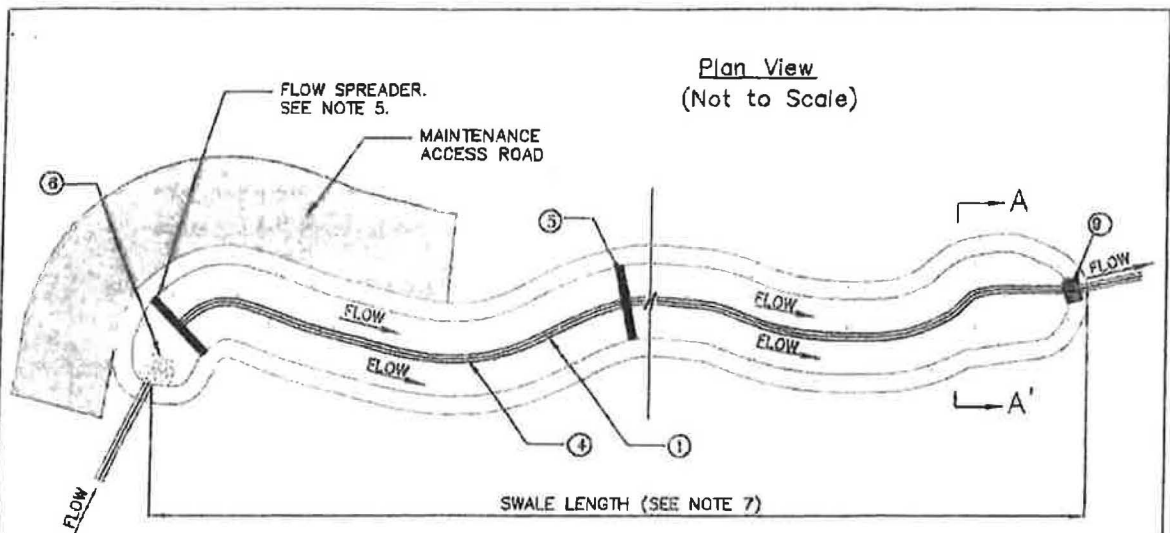 Plan View
(Not to Scale)
FLOW SPREADER.
SEE NOTE 5.
MAINTENANCE
ACCESS ROAD
6
5
A
9
FLOW
FLOW
FLOW
FLOW
FLOW
A'
4
1
FLOW
SWALE LENGTH (SEE NOTE 7)